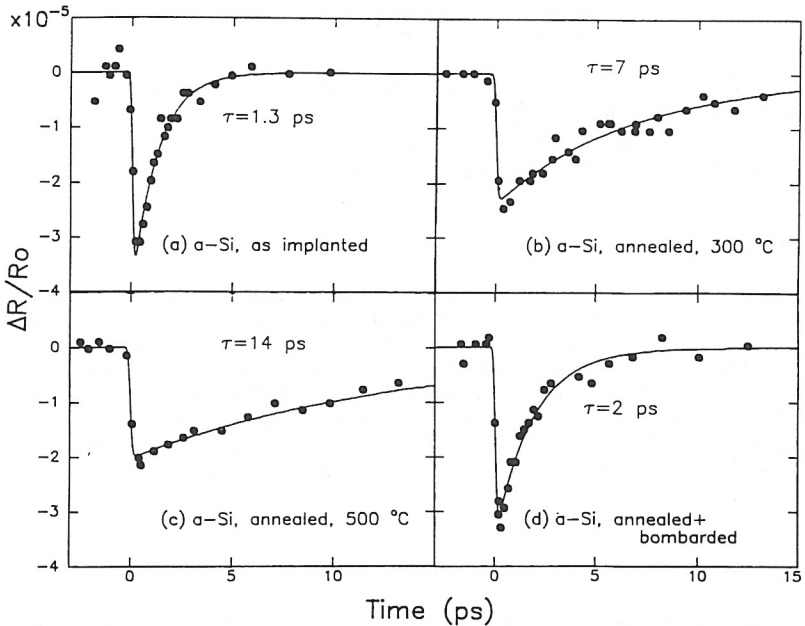 ×10⁻⁵
0
−1
−2
−3
−4
τ=1.3 ps
(a) a−Si, as implanted
τ=7 ps
(b) a−Si, annealed, 300 °C
ΔR/Ro
0
−1
−2
−3
−4
τ=14 ps
(c) a−Si, annealed, 500 °C
τ=2 ps
(d) a−Si, annealed+
bombarded
0 5 10 0 5 10 15
Time (ps)